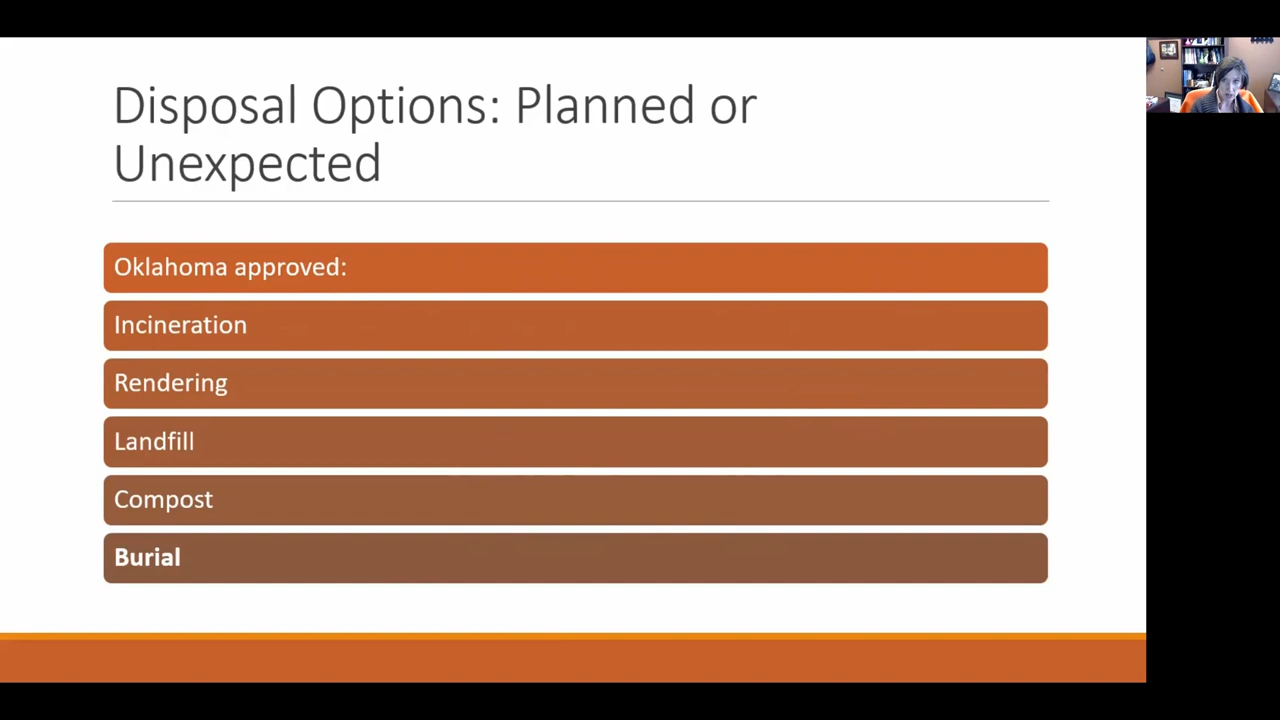 Disposal Options: Planned or
Unexpected
Oklahoma approved:
Incineration
Rendering
Landfill
Compost
Burial